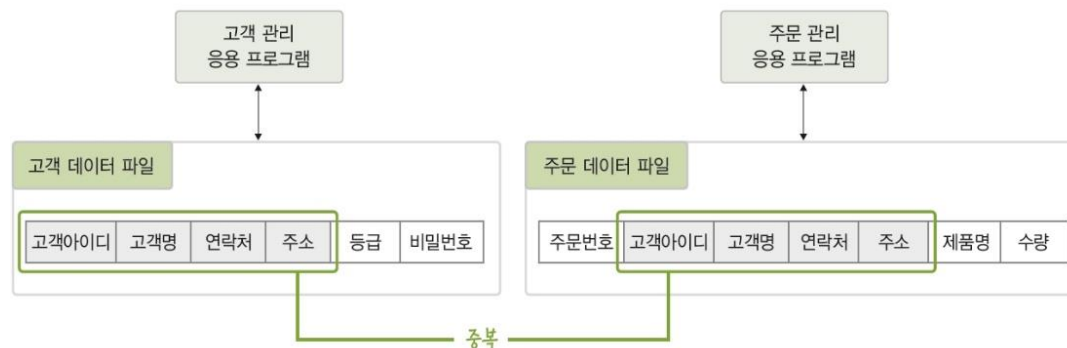 고객 관리
응용 프로그램
주문 관리
응용 프로그램
고객 데이터 파일
주문 데이터 파일
고객아이디 고객명 연락처 주소 등급 비밀번호
주문번호 고객아이디 고객명 연락처 주소 제품명 수량
중복